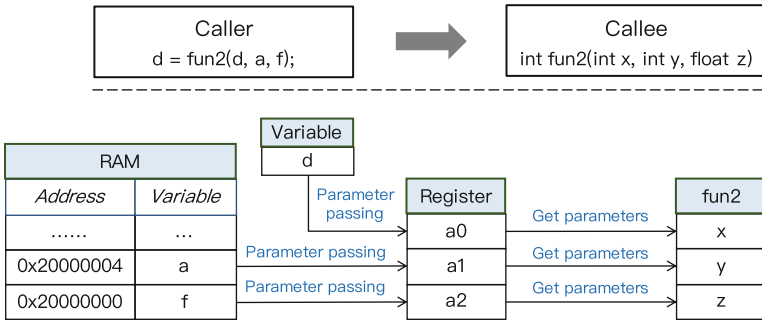 Caller
d = fun2(d, a, f);
Callee
int fun2(int x, int y, float z)
Variable
d
RAM
Address Variable
...... ...
0x20000004 a
0x20000000 f
Parameter
passing
Parameter passing
Parameter passing
Register
a0
a1
a2
Get parameters
Get parameters
Get parameters
fun2
x
y
z